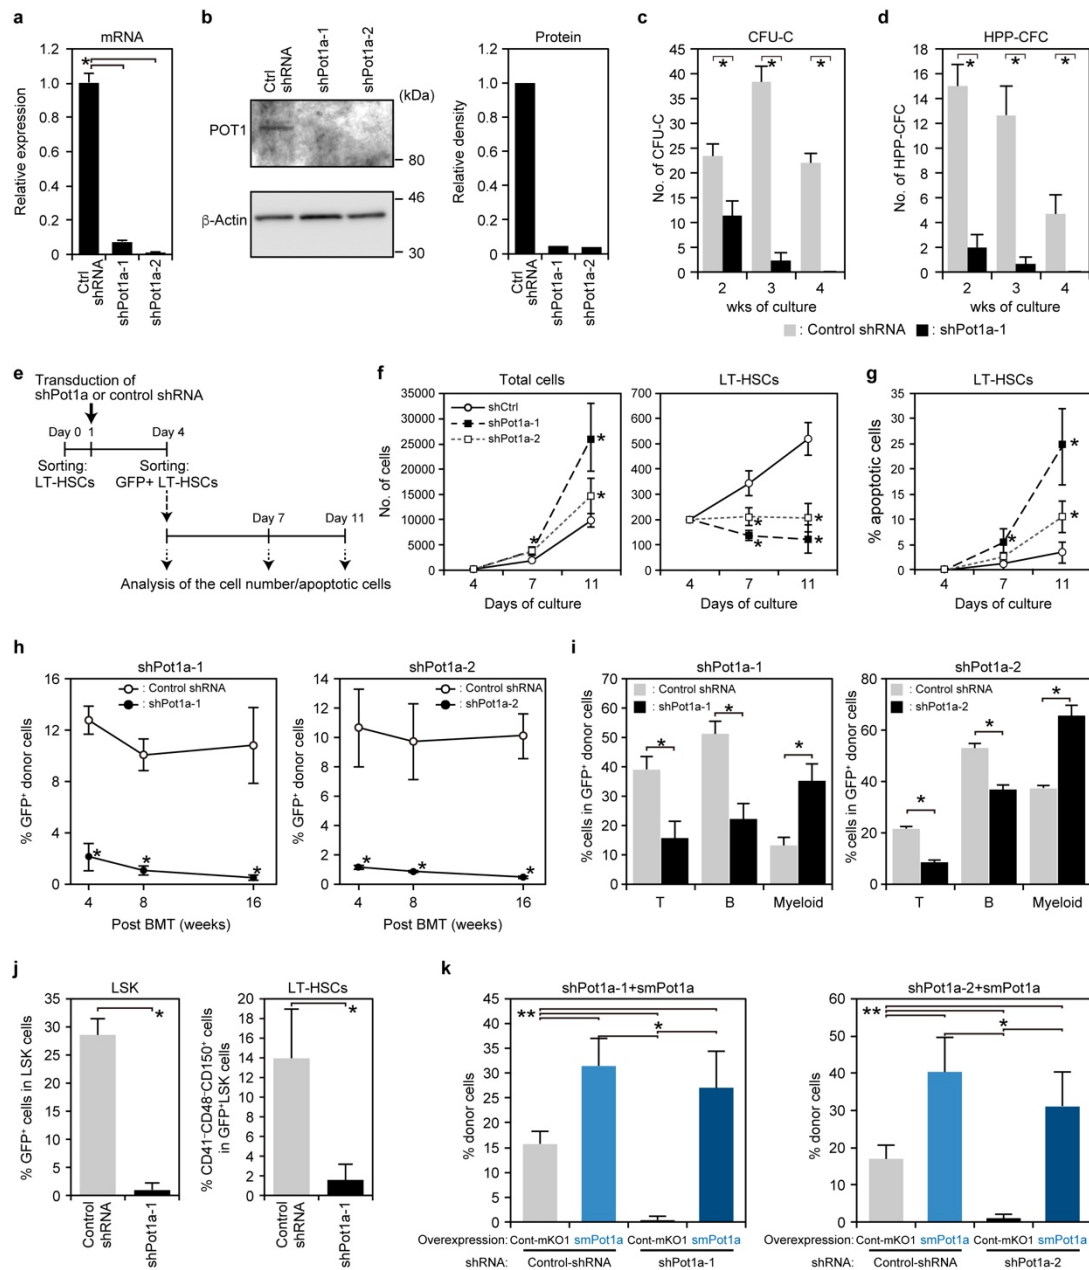 a
mRNA
Relative expression
1.2
1.0
0.8
0.6
0.4
0.2
0
*
Ctrl
shRNA
shPot1a-1
shPot1a-2
b
Ctrl
shRNA
shPot1a-1
shPot1a-2
(kDa)
POT1
80
46
β-Actin
30
Protein
Relative density
1.2
1.0
0.8
0.6
0.4
0.2
0
Ctrl
shRNA
shPot1a-1
shPot1a-2
c
CFU-C
No. of CFU-C
45
40
35
30
25
20
15
10
5
0
* * *
2 3 4
wks of culture
d
HPP-CFC
No. of HPP-CFC
18
16
14
12
10
8
6
4
2
0
* * *
2 3 4
wks of culture
: Control shRNA : shPot1a-1
e
Transduction of
shPot1a or control shRNA
Day 0 1 Day 4
Sorting: Sorting:
LT-HSCs GFP+ LT-HSCs
Day 7 Day 11
Analysis of the cell number/apoptotic cells
f
Total cells
No. of cells
35000
30000
25000
20000
15000
10000
5000
0
shCtrl
shPot1a-1
shPot1a-2
*
*
*
4 7 11
Days of culture
LT-HSCs
700
600
500
400
300
200
100
0
* *
* *
4 7 11
Days of culture
g
LT-HSCs
% apoptotic cells
35
30
25
20
15
10
5
0
*
*
*
4 7 11
Days of culture
h
shPot1a-1
% GFP⁺ donor cells
16
12
8
4
0
: Control shRNA
: shPot1a-1
* * *
4 8 16
Post BMT (weeks)
shPot1a-2
% GFP⁺ donor cells
14
12
10
8
6
4
2
0
: Control shRNA
: shPot1a-2
* * *
4 8 16
Post BMT (weeks)
i
shPot1a-1
% cells in GFP⁺ donor cells
70
60
50
40
30
20
10
0
: Control shRNA
: shPot1a-1
* * *
T B Myeloid
shPot1a-2
% cells in GFP⁺ donor cells
80
60
40
20
0
: Control shRNA
: shPot1a-2
* * *
T B Myeloid
j
LSK
% GFP⁺ cells in LSK cells
35
30
25
20
15
10
5
0
*
Control
shRNA
shPot1a-1
LT-HSCs
% CD41⁻CD48⁻CD150⁺ cells
in GFP⁺LSK cells
20
18
16
14
12
10
8
6
4
2
0
*
Control
shRNA
shPot1a-1
k
shPot1a-1+smPot1a
% donor cells
45
40
35
30
25
20
15
10
5
0
**
*
Overexpression: Cont-mKO1 smPot1a Cont-mKO1 smPot1a
shRNA: Control-shRNA shPot1a-1
shPot1a-2+smPot1a
% donor cells
60
50
40
30
20
10
0
**
*
Cont-mKO1 smPot1a Cont-mKO1 smPot1a
Control-shRNA shPot1a-2